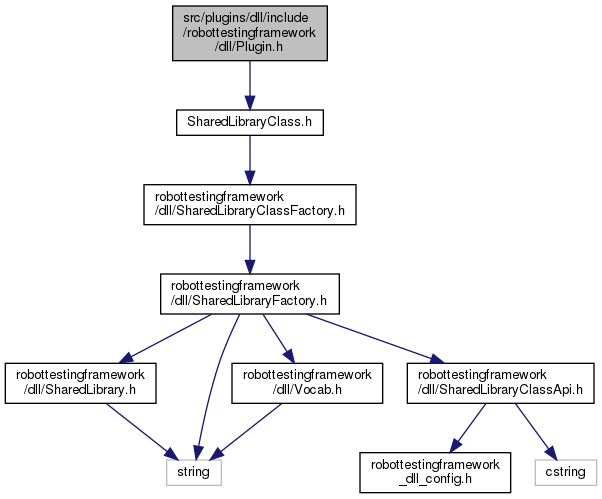 src/plugins/dll/include
/robottestingframework
/dll/Plugin.h
SharedLibraryClass.h
robottestingframework
/dll/SharedLibraryClassFactory.h
robottestingframework
/dll/SharedLibraryFactory.h
robottestingframework
/dll/SharedLibrary.h
robottestingframework
/dll/Vocab.h
robottestingframework
/dll/SharedLibraryClassApi.h
string
robottestingframework
_dll_config.h
cstring